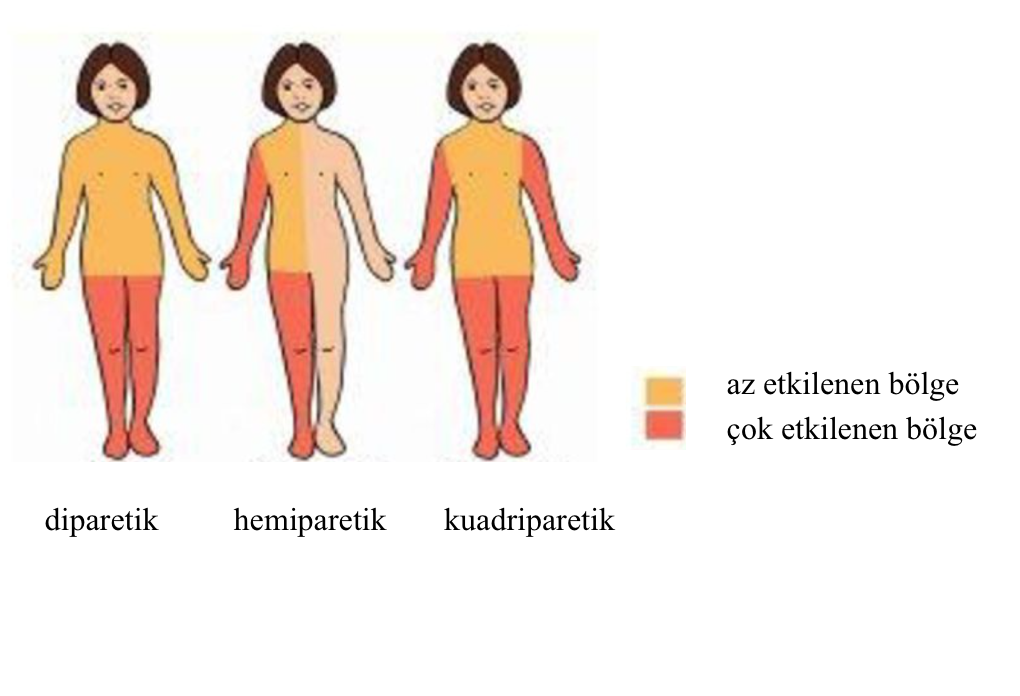 az etkilenen bölge
çok etkilenen bölge
diparetik hemiparetik kuadriparetik